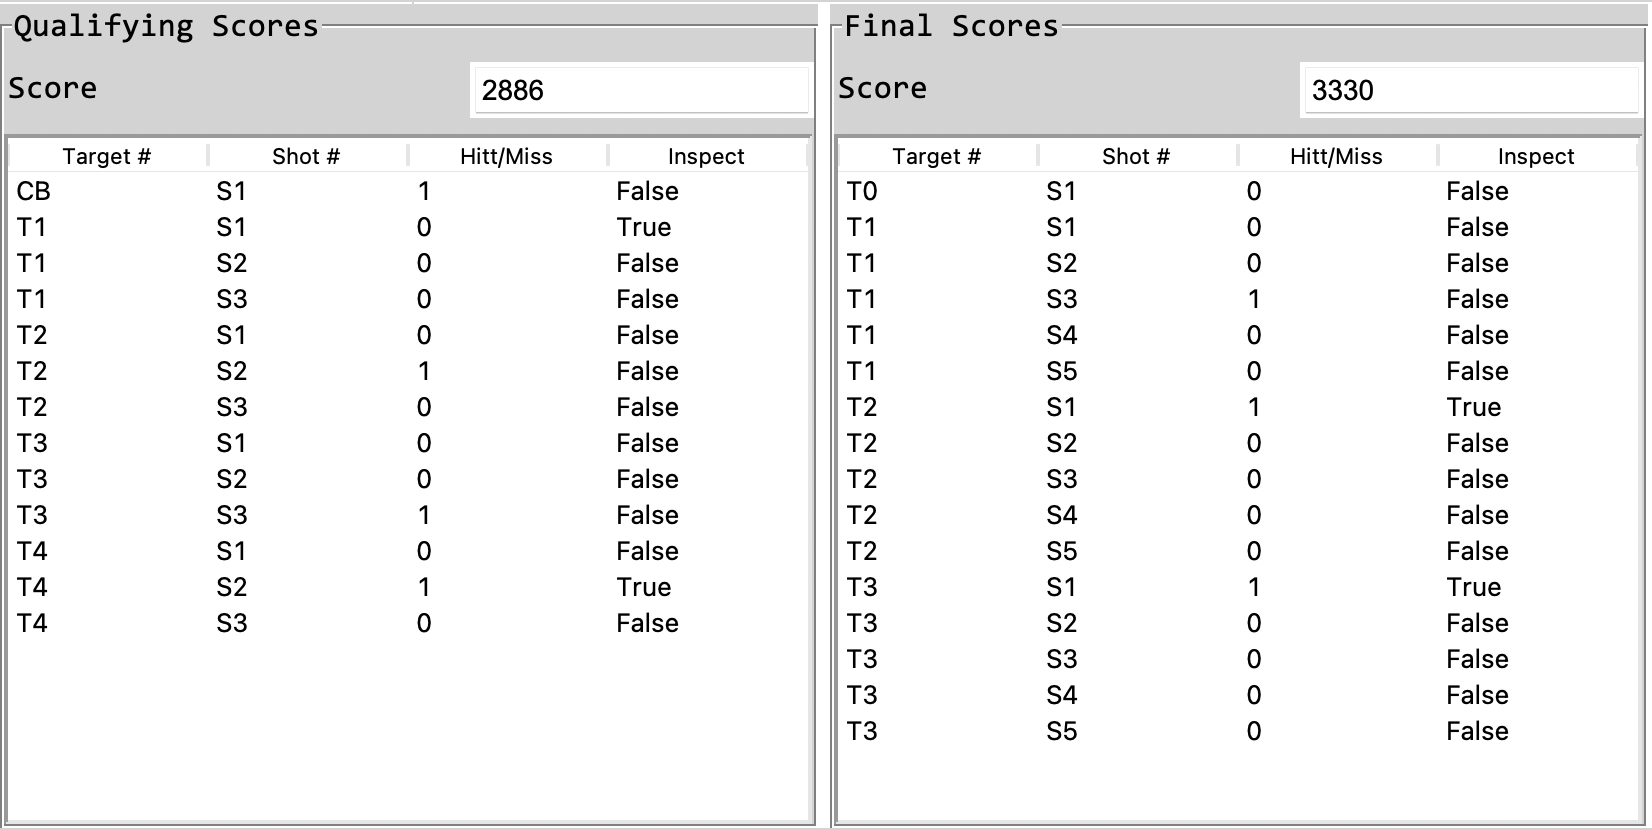 Qualifying Scores
Score 2886
Target # Shot # Hitt/Miss Inspect
CB S1 1 False
T1 S1 0 True
T1 S2 0 False
T1 S3 0 False
T2 S1 0 False
T2 S2 1 False
T2 S3 0 False
T3 S1 0 False
T3 S2 0 False
T3 S3 1 False
T4 S1 0 False
T4 S2 1 True
T4 S3 0 False
Final Scores
Score 3330
Target # Shot # Hitt/Miss Inspect
T0 S1 0 False
T1 S1 0 False
T1 S2 0 False
T1 S3 1 False
T1 S4 0 False
T1 S5 0 False
T2 S1 1 True
T2 S2 0 False
T2 S3 0 False
T2 S4 0 False
T2 S5 0 False
T3 S1 1 True
T3 S2 0 False
T3 S3 0 False
T3 S4 0 False
T3 S5 0 False